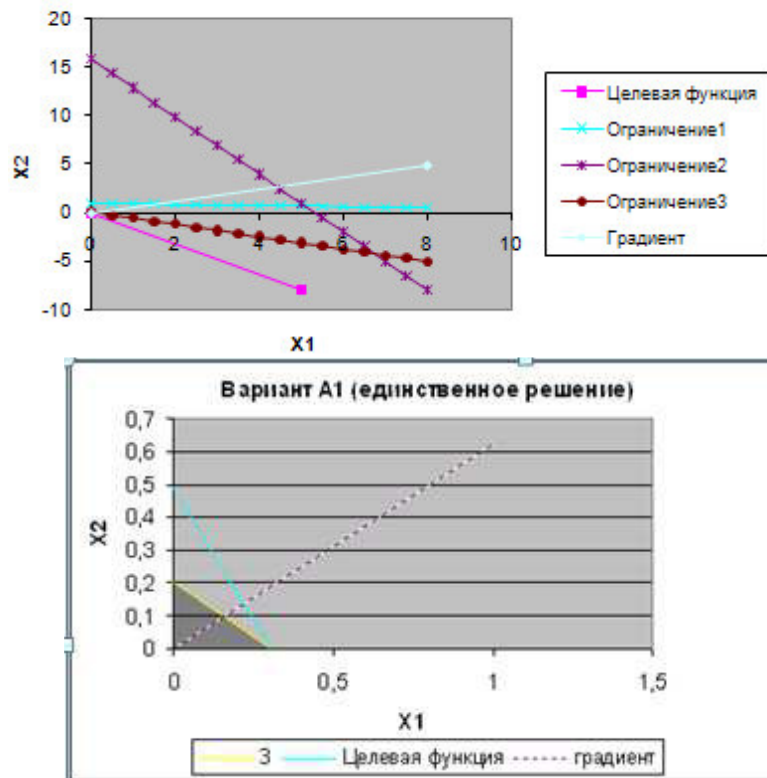 20
15
10
5
0
-5
-10
0 2 4 6 8 10
X2
X1
Целевая функция
Ограничение1
Ограничение2
Ограничение3
Градиент
Вариант А1 (единственное решение)
0,7
0,6
0,5
0,4
0,3
0,2
0,1
0
0 0,5 1 1,5
X2
X1
3 Целевая функция градиент